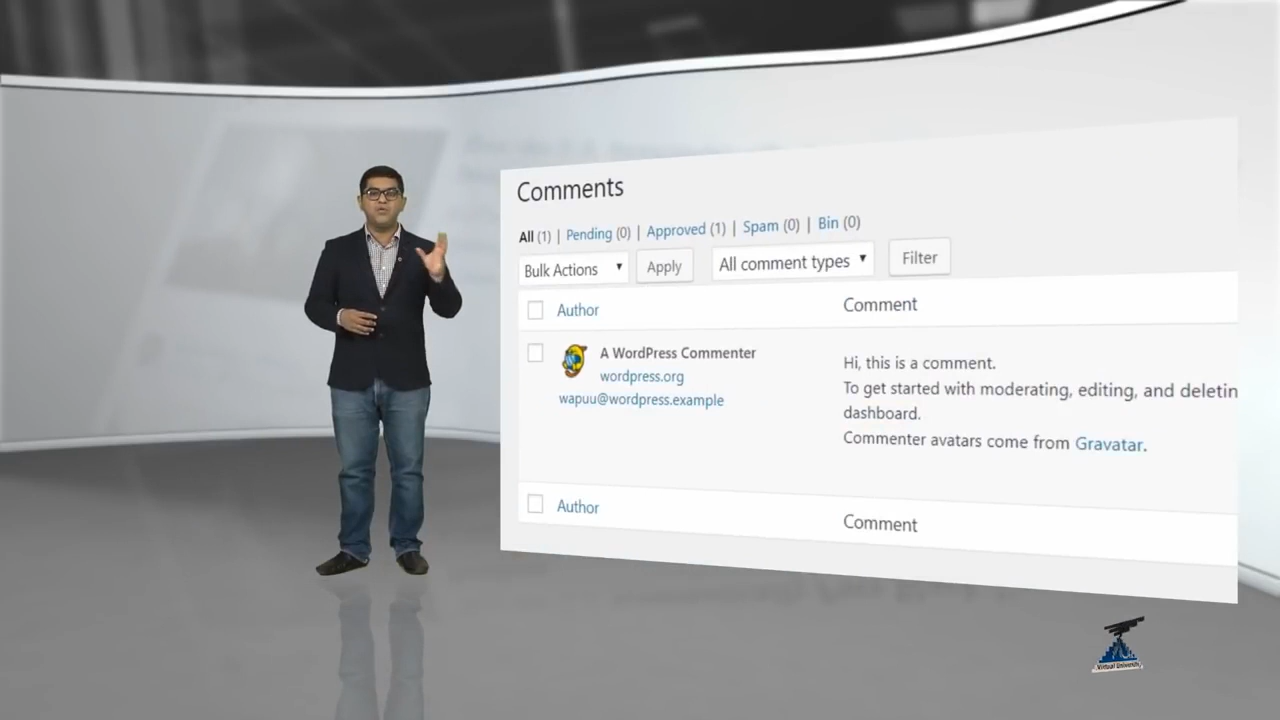 Comments
All (1) | Pending (0) | Approved (1) | Spam (0) | Bin (0)
Bulk Actions Apply All comment types Filter
Author Comment
A WordPress Commenter
wordpress.org
wapuu@wordpress.example
Hi, this is a comment.
To get started with moderating, editing, and deletin
dashboard.
Commenter avatars come from Gravatar.
Author Comment
Virtual University